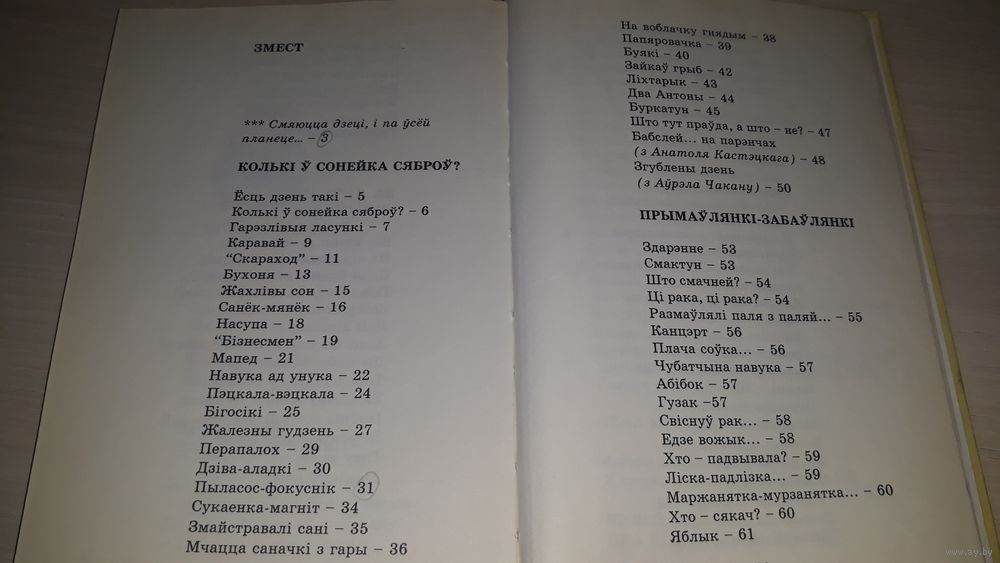 ЗМЕСТ
*** Смяюцца дзеці, і па ўсёй
планеце... – 3
КОЛЬКІ Ў СОНЕЙКА СЯБРОЎ?
Ёсць дзень такі – 5
Колькі ў сонейка сяброў? – 6
Гарэзлівыя ласункі – 7
Каравай – 9
“Скараход” – 11
Бухоня – 13
Жахлівы сон – 15
Санёк-мянёк – 16
Насупа – 18
“Бізнесмен” – 19
Мапед – 21
Навука ад унука – 22
Пэцкала-вэцкала – 24
Бігосікі – 25
Жалезны гудзень – 27
Перапалох – 29
Дзіва-аладкі – 30
Пыласос-фокуснік – 31
Сукаенка-магніт – 34
Змайстравалі сані – 35
Мчацца саначкі з гары – 36
На воблачку гнядым – 38
Папяровачка – 39
Буякі – 40
Зайкаў грыб – 42
Ліхтарык – 43
Два Антоны – 44
Буркатун – 45
Што тут праўда, а што – не? – 47
Бабслей... на парэнчах
(з Анатоля Кастэцкага) – 48
Згублены дзень
(з Аўрэла Чакану) – 50
ПРЫМАЎЛЯНКІ-ЗАБАЎЛЯНКІ
Здарэнне – 53
Смактун – 53
Што смачней? – 54
Ці рака, ці рака? – 54
Размаўлялі паля з паляй... – 55
Канцэрт – 56
Плача соўка... – 56
Чубатчына навука – 57
Абібок – 57
Гузак –57
Свіснуў рак... – 58
Едзе вожык... – 58
Хто – падвывала? – 59
Ліска-падлізка... – 59
Маржанятка-мурзанятка... – 60
Хто – сякач? – 60
Яблык – 61
www.ay.by